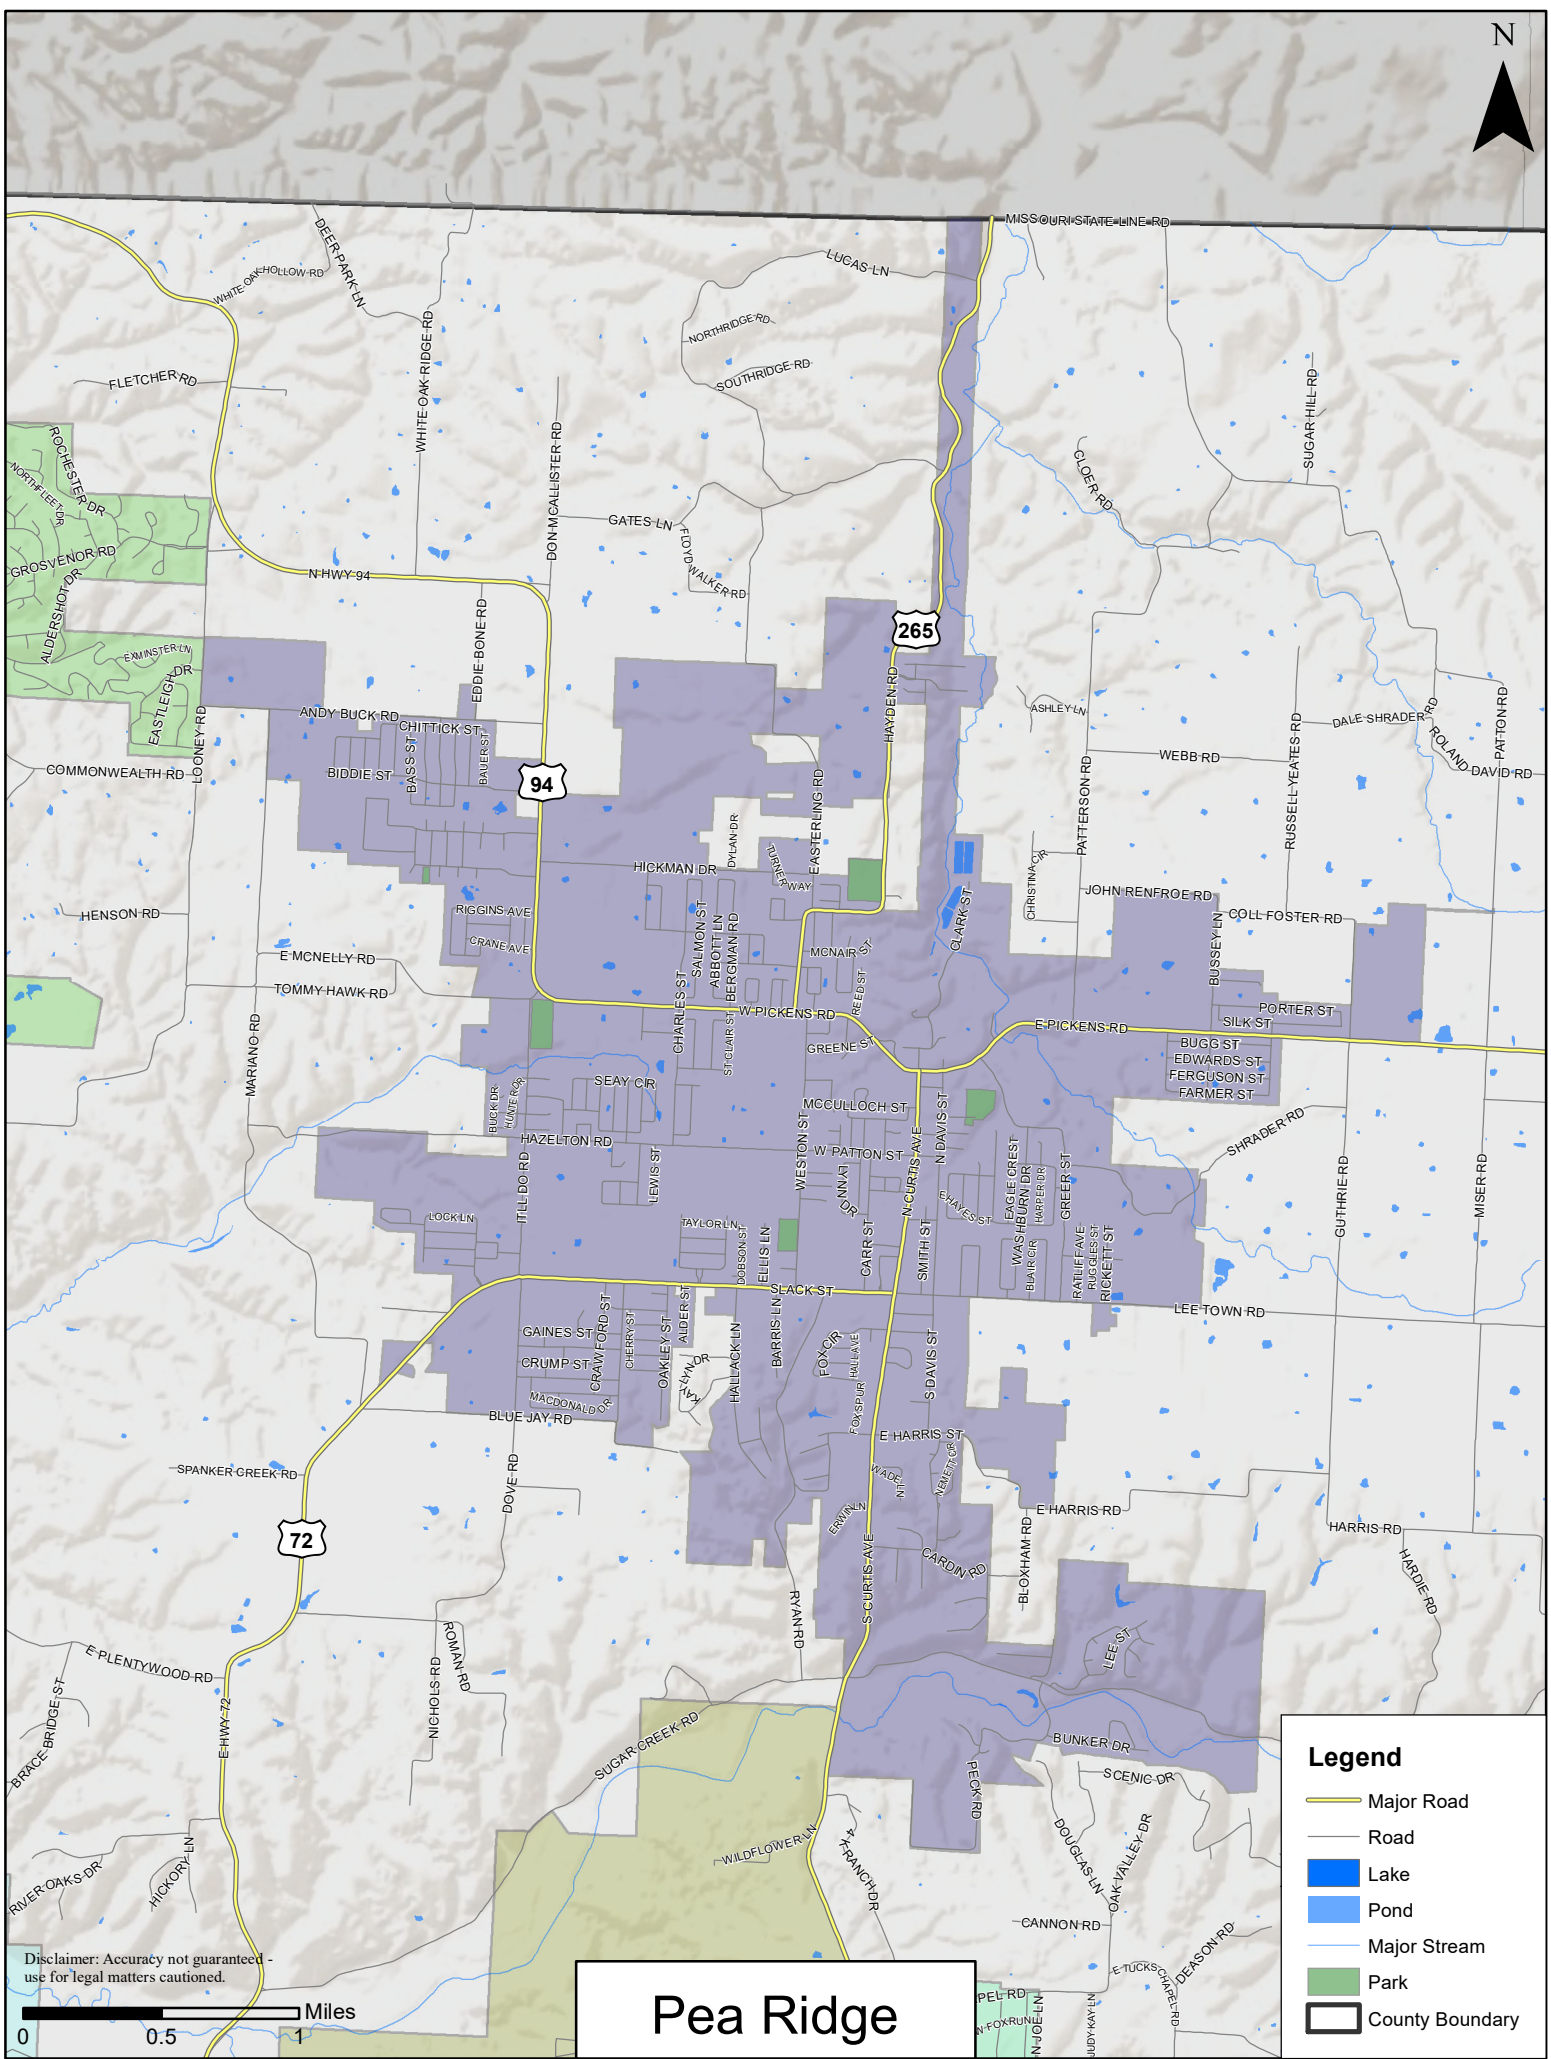 N
MISSOURI STATE LINE RD
LUCAS LN
DEER PARK LN
WHITE OAK HOLLOW RD
WHITE OAK RIDGE RD
NORTHRIDGE RD
SOUTHRIDGE RD
FLETCHER RD
SUGAR HILL RD
ROCHESTER DR
NORTHFLEET DR
DON MCALLISTER RD
CLOER RD
GATES LN
FLOYD WALKER RD
GROSVENOR RD
ALDERSHOT DR
N HWY 94
EDDIE BONE RD
265
EXMINSTER LN
EASTLEIGH DR
LOONEY RD
ANDY BUCK RD
CHITTICK ST
BASS ST
BAUER ST
BIDDIE ST
COMMONWEALTH RD
94
HAYDEN RD
ASHLEY LN
DALE SHRADER RD
ROLAND
DAVID RD
PATTON RD
WEBB RD
PATTERSON RD
RUSSELL YEATES RD
EASTERLING RD
DYLAN DR
TURNER WAY
HICKMAN DR
CHRISTINA CIR
JOHN RENFROE RD
COLL FOSTER RD
BUSSEY LN
CLARK ST
HENSON RD
RIGGINS AVE
CRANE AVE
SALMON ST
ABBOTT LN
BERGMAN RD
MCNAIR ST
REED ST
E MCNELLY RD
TOMMY HAWK RD
CHARLES ST
W PICKENS RD
ST CLAIR ST
GREENE ST
E PICKENS RD
PORTER ST
SILK ST
BUGG ST
EDWARDS ST
FERGUSON ST
FARMER ST
MARIANO RD
SEAY CIR
BUCK DR
HUNTER DR
MCCULLOCH ST
N DAVIS ST
HAZELTON RD
WESTON ST
W PATTON ST
N CURTIS AVE
SHRADER RD
GUTHRIE RD
MISER RD
IT'LL DO RD
LEWIS ST
LYNN DR
EAGLE CREST
WASHBURN DR
HARPER DR
GREER ST
E HAYES ST
LOCK LN
TAYLOR LN
DOBSON ST
ELLIS LN
CARR ST
SMITH ST
BLAIR CIR
RATLIFF AVE
RUGGLES ST
RICKETT ST
SLACK ST
LEE TOWN RD
GAINES ST
CRUMP ST
CRAWFORD ST
CHERRY ST
OAKLEY ST
ALDER ST
KAYLYN DR
HALLACK LN
BARRIS LN
FOX CIR
HALL AVE
FOX SPUR
S DAVIS ST
MACDONALD DR
BLUE JAY RD
E HARRIS ST
WADE LN
NEMETT CIR
SPANKER CREEK RD
DOVE RD
ERWIN LN
E HARRIS RD
HARRIS RD
72
CARDIN RD
BLOXHAM RD
HARDIE RD
S CURTIS AVE
RYAN RD
LEE ST
E PLENTYWOOD RD
BRACE BRIDGE ST
ROMAN RD
NICHOLS RD
E HWY 72
SUGAR CREEK RD
BUNKER DR
SCENIC DR
PECK RD
DOUGLAS LN
OAK VALLEY DR
WILDFLOWER LN
4 K RANCH DR
RIVER OAKS DR
HICKORY LN
CANNON RD
DEASON RD
E TUCKS CHAPEL RD
PEL RD
W FOXRUN
N JOE LN
JUDY KAY LN
Legend
Major Road
Road
Lake
Pond
Major Stream
Park
County Boundary
Disclaimer: Accuracy not guaranteed -
use for legal matters cautioned.
Miles
0 0.5 1
Pea Ridge